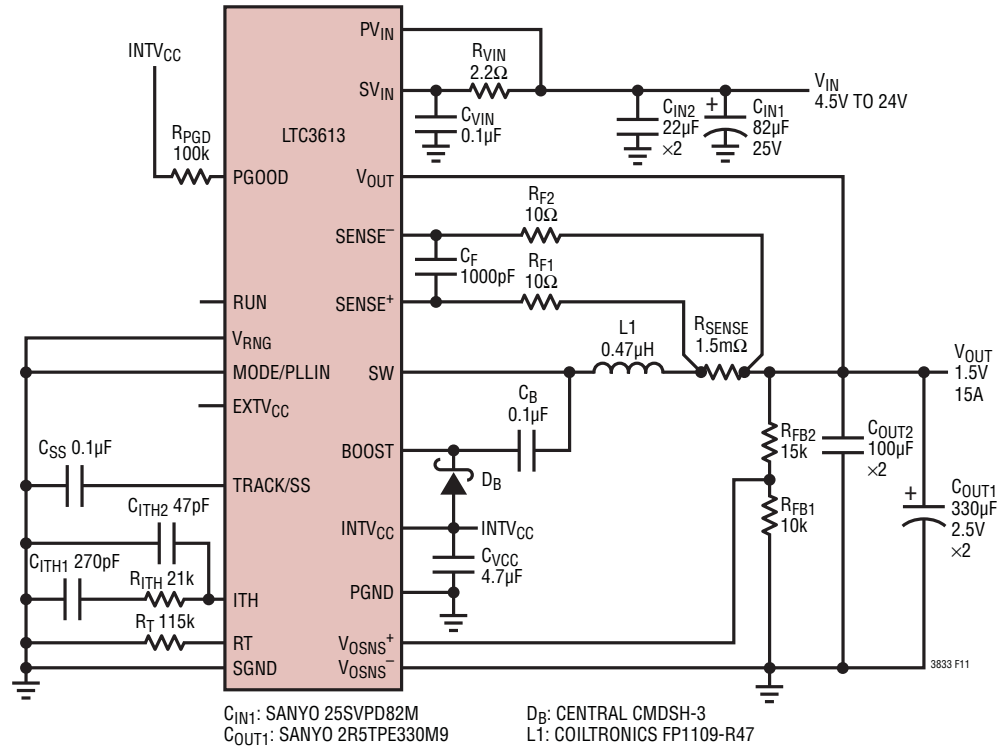 INTVCC
RPGD
100k
PGOOD
LTC3613
PVIN
SVIN
RVIN
2.2Ω
CVIN
0.1µF
VIN
4.5V TO 24V
CIN2
22µF
×2
+
CIN1
82µF
25V
VOUT
SENSE–
RF2
10Ω
CF
1000pF
RF1
10Ω
SENSE+
RUN
VRNG
MODE/PLLIN
EXTVCC
SW
L1
0.47µH
RSENSE
1.5mΩ
VOUT
1.5V
15A
CB
0.1µF
BOOST
DB
RFB2
15k
COUT2
100µF
×2
RFB1
10k
+
COUT1
330µF
2.5V
×2
CSS 0.1µF
TRACK/SS
CITH2 47pF
INTVCC
INTVCC
CVCC
4.7µF
CITH1 270pF
RITH 21k
ITH
PGND
RT 115k
RT
VOSNS+
SGND
VOSNS–
3833 F11
CIN1: SANYO 25SVPD82M
COUT1: SANYO 2R5TPE330M9
DB: CENTRAL CMDSH-3
L1: COILTRONICS FP1109-R47